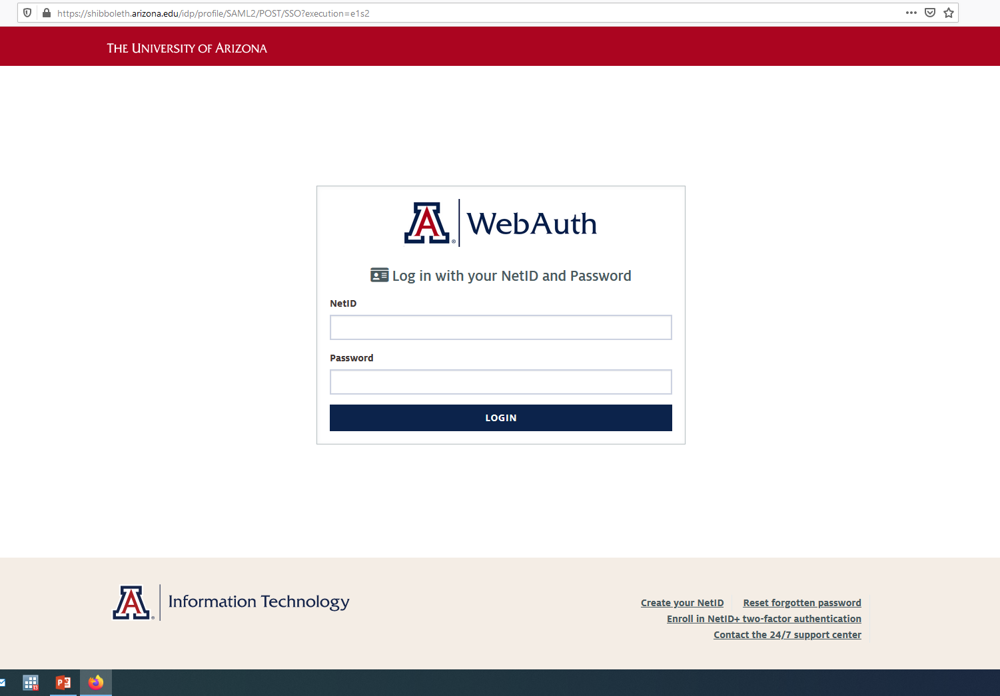 https://shibboleth.arizona.edu/idp/profile/SAML2/POST/SSO?execution=e1s2
THE UNIVERSITY OF ARIZONA
A® WebAuth
Log in with your NetID and Password
NetID
Password
LOGIN
A® Information Technology
Create your NetID Reset forgotten password
Enroll in NetID+ two-factor authentication
Contact the 24/7 support center
13 P